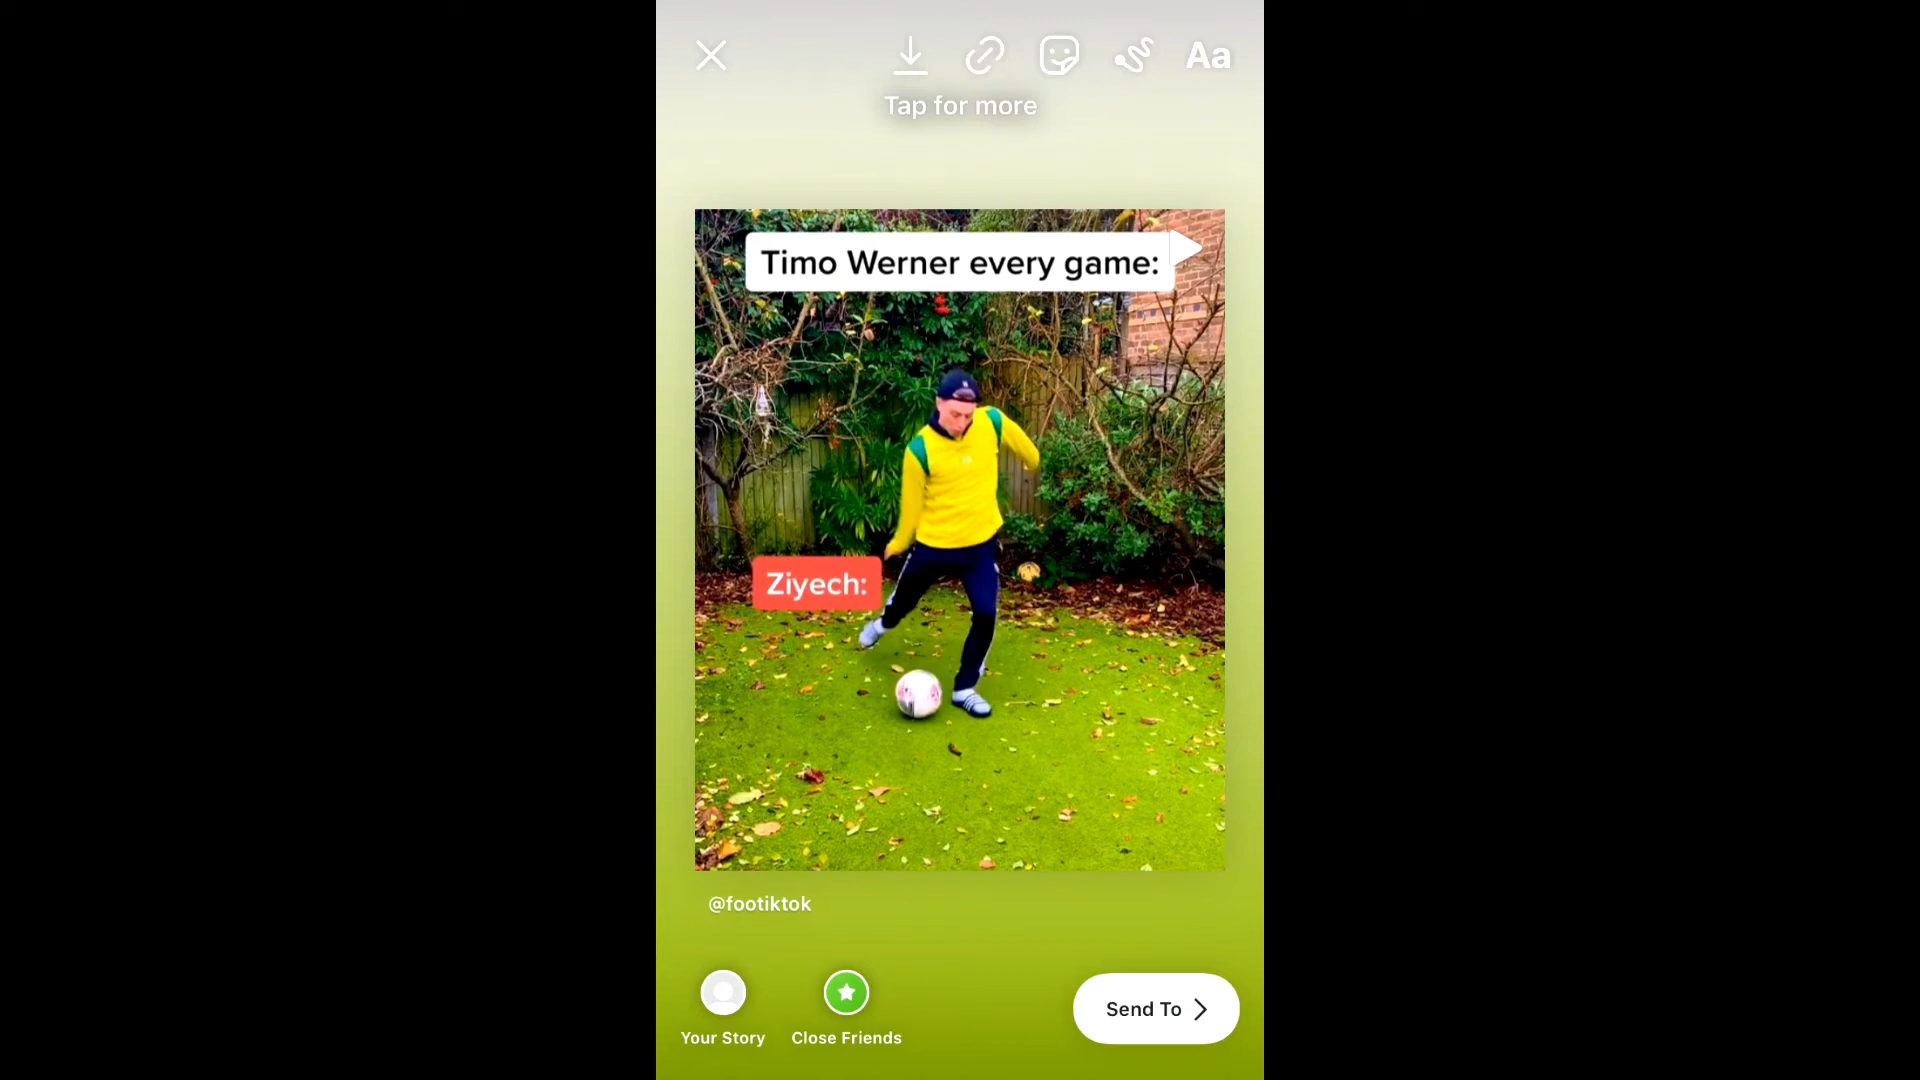 Aa
Tap for more
Timo Werner every game:
Ziyech:
@footiktok
Your Story
Close Friends
Send To